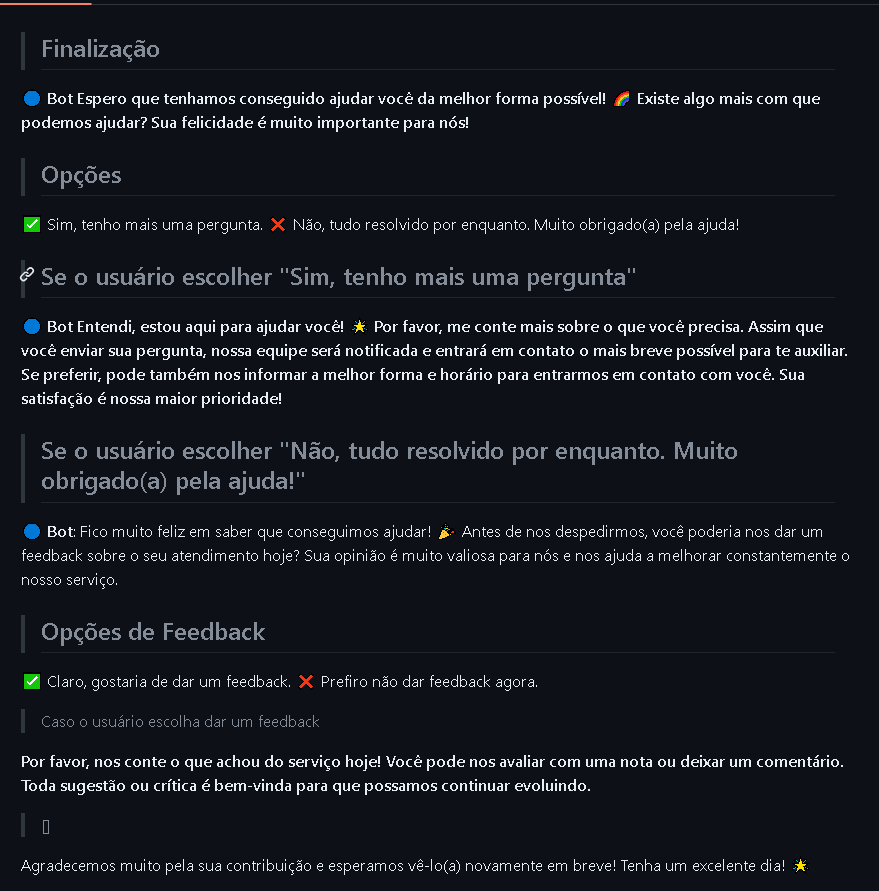 Finalização
🔵 Bot Espero que tenhamos conseguido ajudar você da melhor forma possível! 🌈 Existe algo mais com que
podemos ajudar? Sua felicidade é muito importante para nós!
Opções
✅ Sim, tenho mais uma pergunta. ❌ Não, tudo resolvido por enquanto. Muito obrigado(a) pela ajuda!
Se o usuário escolher "Sim, tenho mais uma pergunta"
🔵 Bot Entendi, estou aqui para ajudar você! 🌟 Por favor, me conte mais sobre o que você precisa. Assim que
você enviar sua pergunta, nossa equipe será notificada e entrará em contato o mais breve possível para te auxiliar.
Se preferir, pode também nos informar a melhor forma e horário para entrarmos em contato com você. Sua
satisfação é nossa maior prioridade!
Se o usuário escolher "Não, tudo resolvido por enquanto. Muito
obrigado(a) pela ajuda!"
🔵 Bot: Fico muito feliz em saber que conseguimos ajudar! 🎉 Antes de nos despedirmos, você poderia nos dar um
feedback sobre o seu atendimento hoje? Sua opinião é muito valiosa para nós e nos ajuda a melhorar constantemente o
nosso serviço.
Opções de Feedback
✅ Claro, gostaria de dar um feedback. ❌ Prefiro não dar feedback agora.
Caso o usuário escolha dar um feedback
Por favor, nos conte o que achou do serviço hoje! Você pode nos avaliar com uma nota ou deixar um comentário.
Toda sugestão ou crítica é bem-vinda para que possamos continuar evoluindo.
Agradecemos muito pela sua contribuição e esperamos vê-lo(a) novamente em breve! Tenha um excelente dia! 🌟